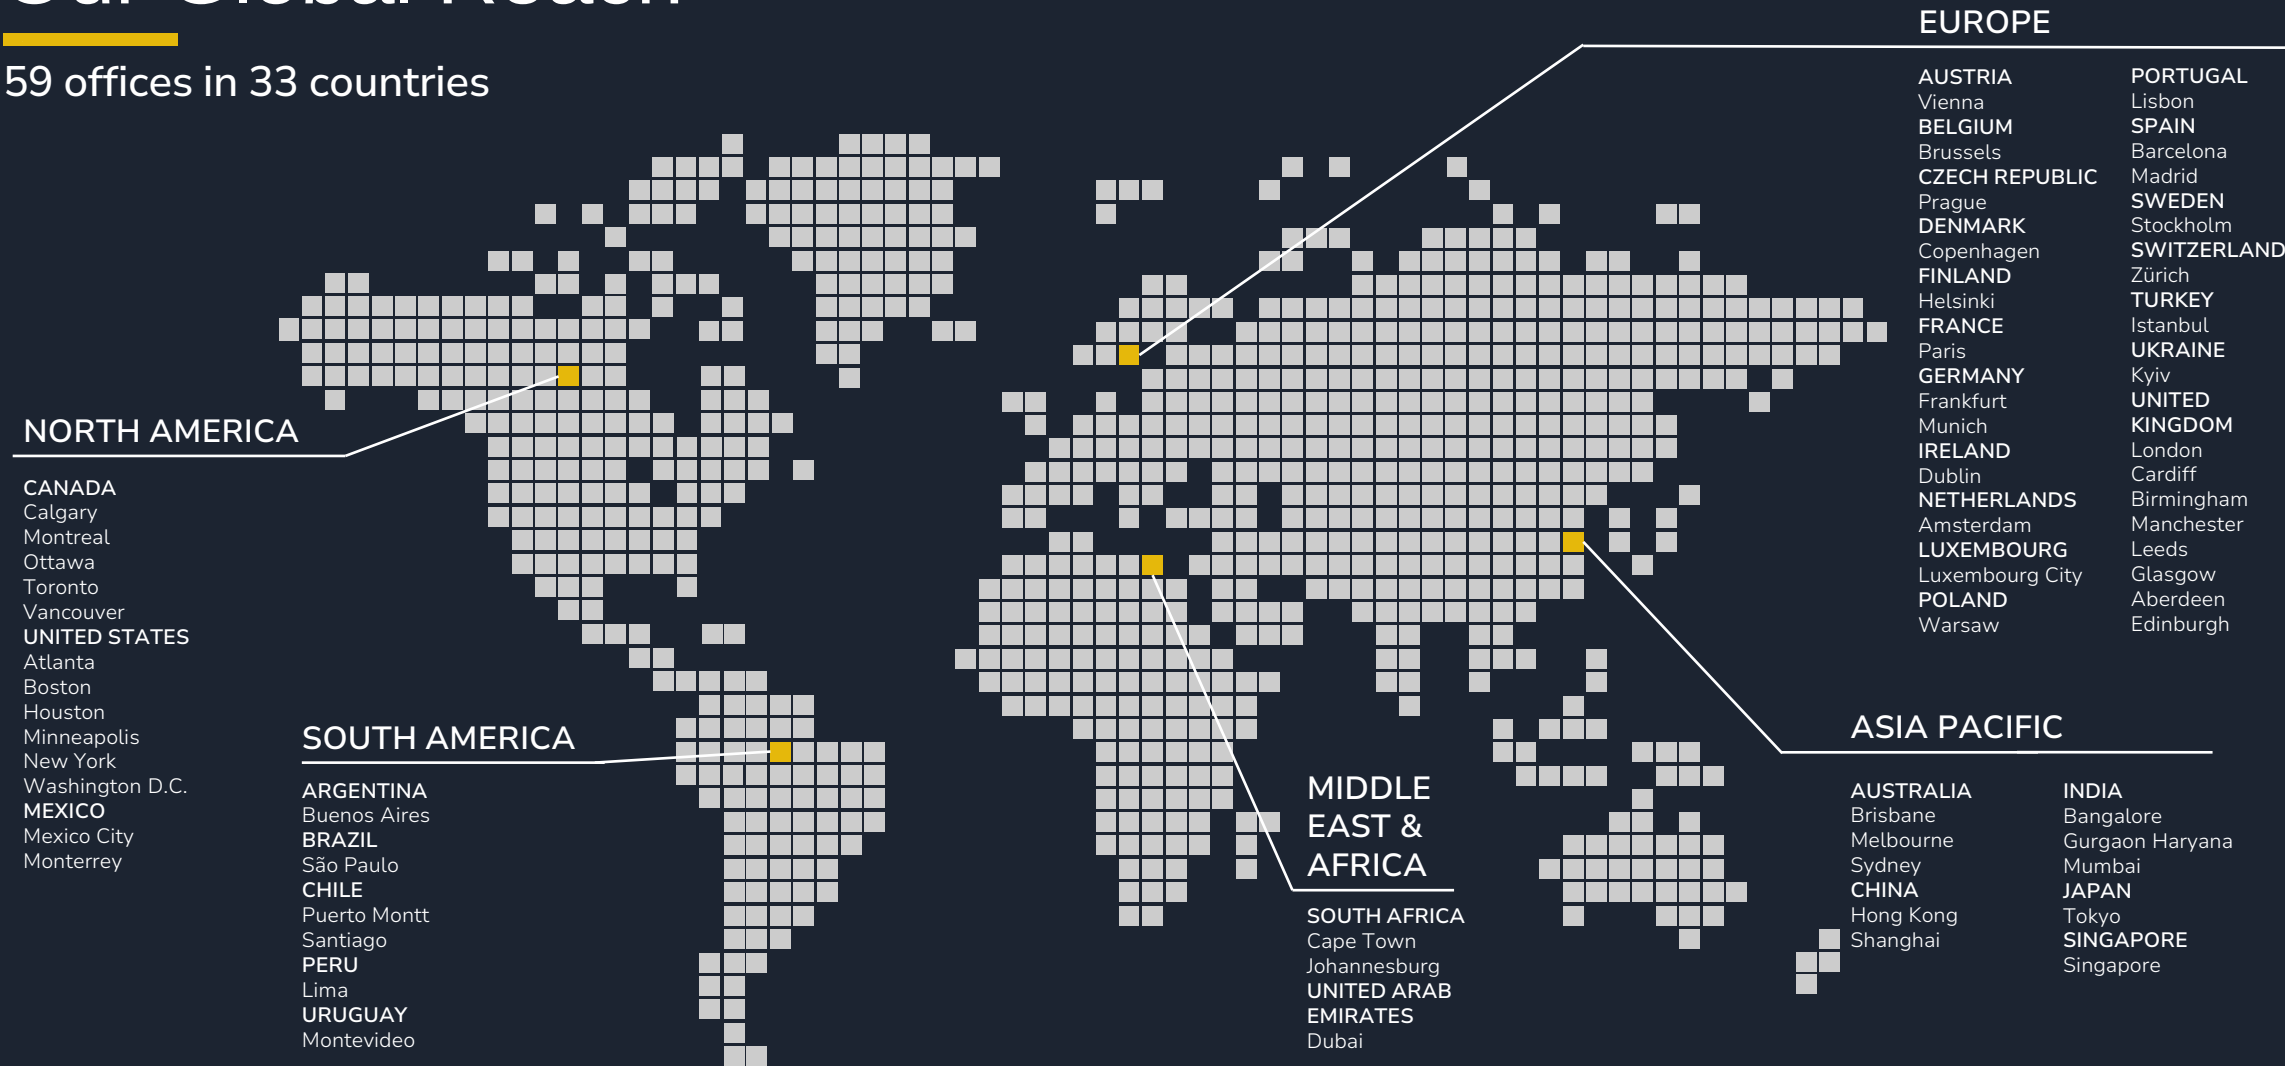 Our Global Reach
59 offices in 33 countries
EUROPE
AUSTRIA
Vienna
BELGIUM
Brussels
CZECH REPUBLIC
Prague
DENMARK
Copenhagen
FINLAND
Helsinki
FRANCE
Paris
GERMANY
Frankfurt
Munich
IRELAND
Dublin
NETHERLANDS
Amsterdam
LUXEMBOURG
Luxembourg City
POLAND
Warsaw
PORTUGAL
Lisbon
SPAIN
Barcelona
Madrid
SWEDEN
Stockholm
SWITZERLAND
Zürich
TURKEY
Istanbul
UKRAINE
Kyiv
UNITED
KINGDOM
London
Cardiff
Birmingham
Manchester
Leeds
Glasgow
Aberdeen
Edinburgh
NORTH AMERICA
CANADA
Calgary
Montreal
Ottawa
Toronto
Vancouver
UNITED STATES
Atlanta
Boston
Houston
Minneapolis
New York
Washington D.C.
MEXICO
Mexico City
Monterrey
SOUTH AMERICA
ARGENTINA
Buenos Aires
BRAZIL
São Paulo
CHILE
Puerto Montt
Santiago
PERU
Lima
URUGUAY
Montevideo
MIDDLE
EAST &
AFRICA
SOUTH AFRICA
Cape Town
Johannesburg
UNITED ARAB
EMIRATES
Dubai
ASIA PACIFIC
AUSTRALIA
Brisbane
Melbourne
Sydney
CHINA
Hong Kong
Shanghai
INDIA
Bangalore
Gurgaon Haryana
Mumbai
JAPAN
Tokyo
SINGAPORE
Singapore